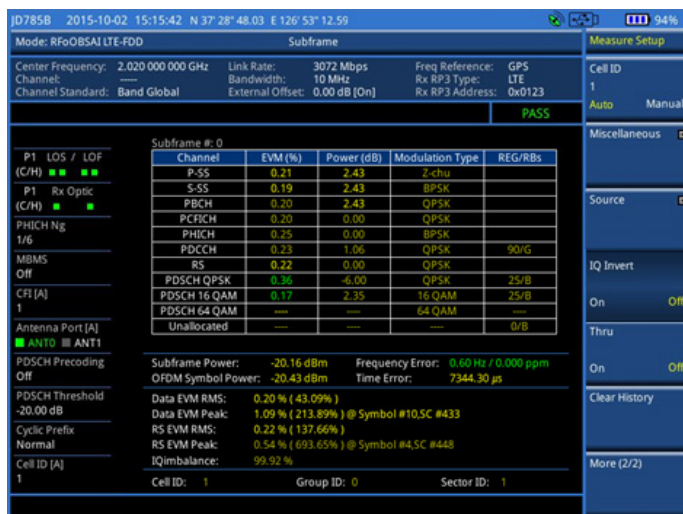 JD785B 2015-10-02 15:15:42 N 37' 28" 48.03 E 126' 53" 12.59 94%
Mode: RFoOBSAI LTE-FDD Subframe
Center Frequency: 2.020 000 000 GHz Link Rate: 3072 Mbps Freq Reference: GPS
Channel: ---- Bandwidth: 10 MHz Rx RP3 Type: LTE
Channel Standard: Band Global External Offset: 0.00 dB [On] Rx RP3 Address: 0x0123
PASS
P1 LOS / LOF
(C/H)
P1 Rx Optic
(C/H)
PHICH Ng
1/6
MBMS
Off
CFI [A]
1
Antenna Port [A]
ANT0 ANT1
PDSCH Precoding
Off
PDSCH Threshold
-20.00 dB
Cyclic Prefix
Normal
Cell ID [A]
1
Subframe #: 0
Channel EVM (%) Power (dB) Modulation Type REG/RBs
P-SS 0.21 2.43 Z-chu
S-SS 0.19 2.43 BPSK
PBCH 0.20 2.43 QPSK
PCFICH 0.20 0.00 QPSK
PHICH 0.25 0.00 BPSK
PDCCH 0.23 1.06 QPSK 90/G
RS 0.22 0.00 QPSK
PDSCH QPSK 0.36 -6.00 QPSK 25/B
PDSCH 16 QAM 0.17 2.35 16 QAM 25/B
PDSCH 64 QAM ---- ---- 64 QAM ----
Unallocated ---- ---- ---- 0/B
Subframe Power: -20.16 dBm Frequency Error: 0.60 Hz / 0.000 ppm
OFDM Symbol Power: -20.43 dBm Time Error: 7344.30 µs
Data EVM RMS: 0.20 % ( 43.09% )
Data EVM Peak: 1.09 % ( 213.89% ) @ Symbol #10,SC #433
RS EVM RMS: 0.22 % ( 137.66% )
RS EVM Peak: 0.54 % ( 693.65% ) @ Symbol #4,SC #448
IQimbalance: 99.92 %
Cell ID: 1 Group ID: 0 Sector ID: 1
Measure Setup
Cell ID
1
Auto Manual
Miscellaneous
Source
IQ Invert
On Off
Thru
On Off
Clear History
More (2/2)